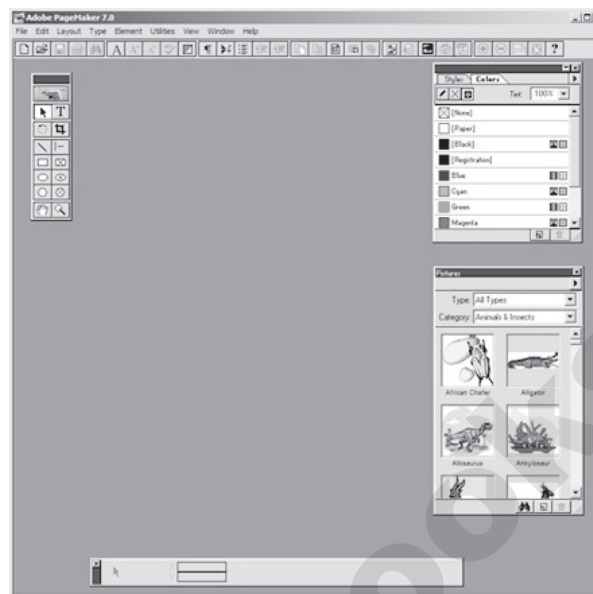 Adobe PageMaker 7.0
File Edit Layout Type Element Utilities View Window Help
Styles Colors
Tint: 100%
[None]
[Paper]
[Black]
[Registration]
Blue
Cyan
Green
Magenta
Pictures
Type: All Types
Category: Animals & Insects
African Chafer Alligator
Allosaurus Ankylosaur